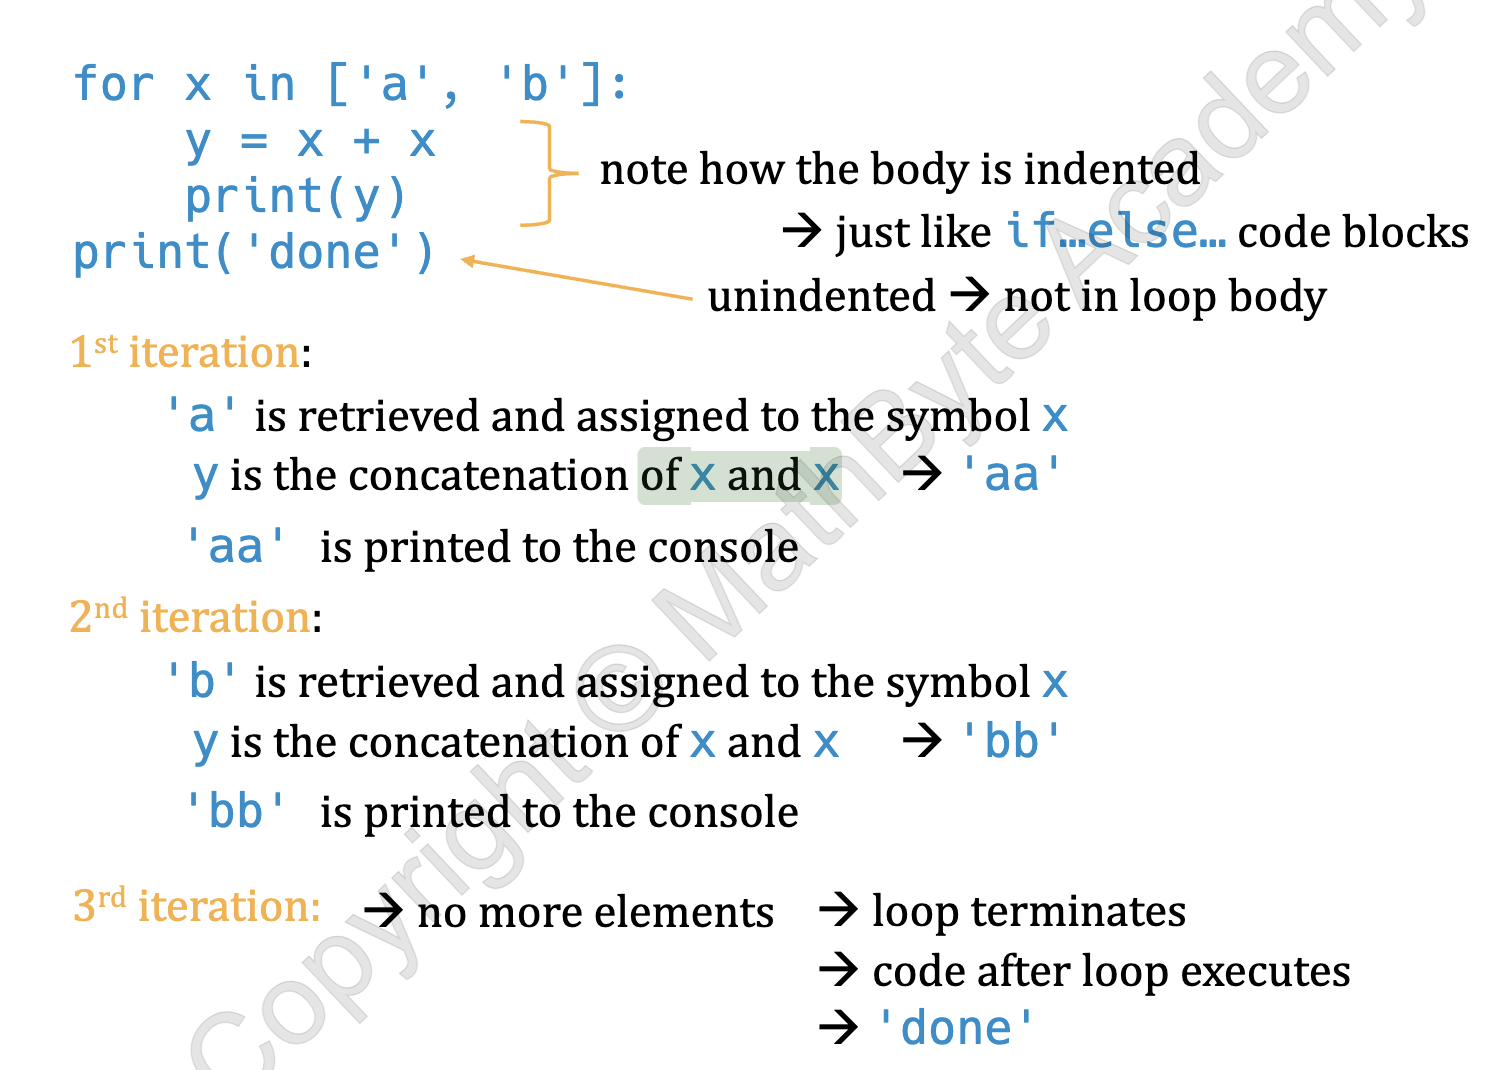 for x in ['a', 'b']:
    y = x + x
    print(y)
print('done')
note how the body is indented
→ just like if…else… code blocks
unindented → not in loop body
1st iteration:
'a' is retrieved and assigned to the symbol x
y is the concatenation of x and x → 'aa'
'aa' is printed to the console
2nd iteration:
'b' is retrieved and assigned to the symbol x
y is the concatenation of x and x → 'bb'
'bb' is printed to the console
3rd iteration: → no more elements → loop terminates
→ code after loop executes
→ 'done'
Copyright © MathByte Academy